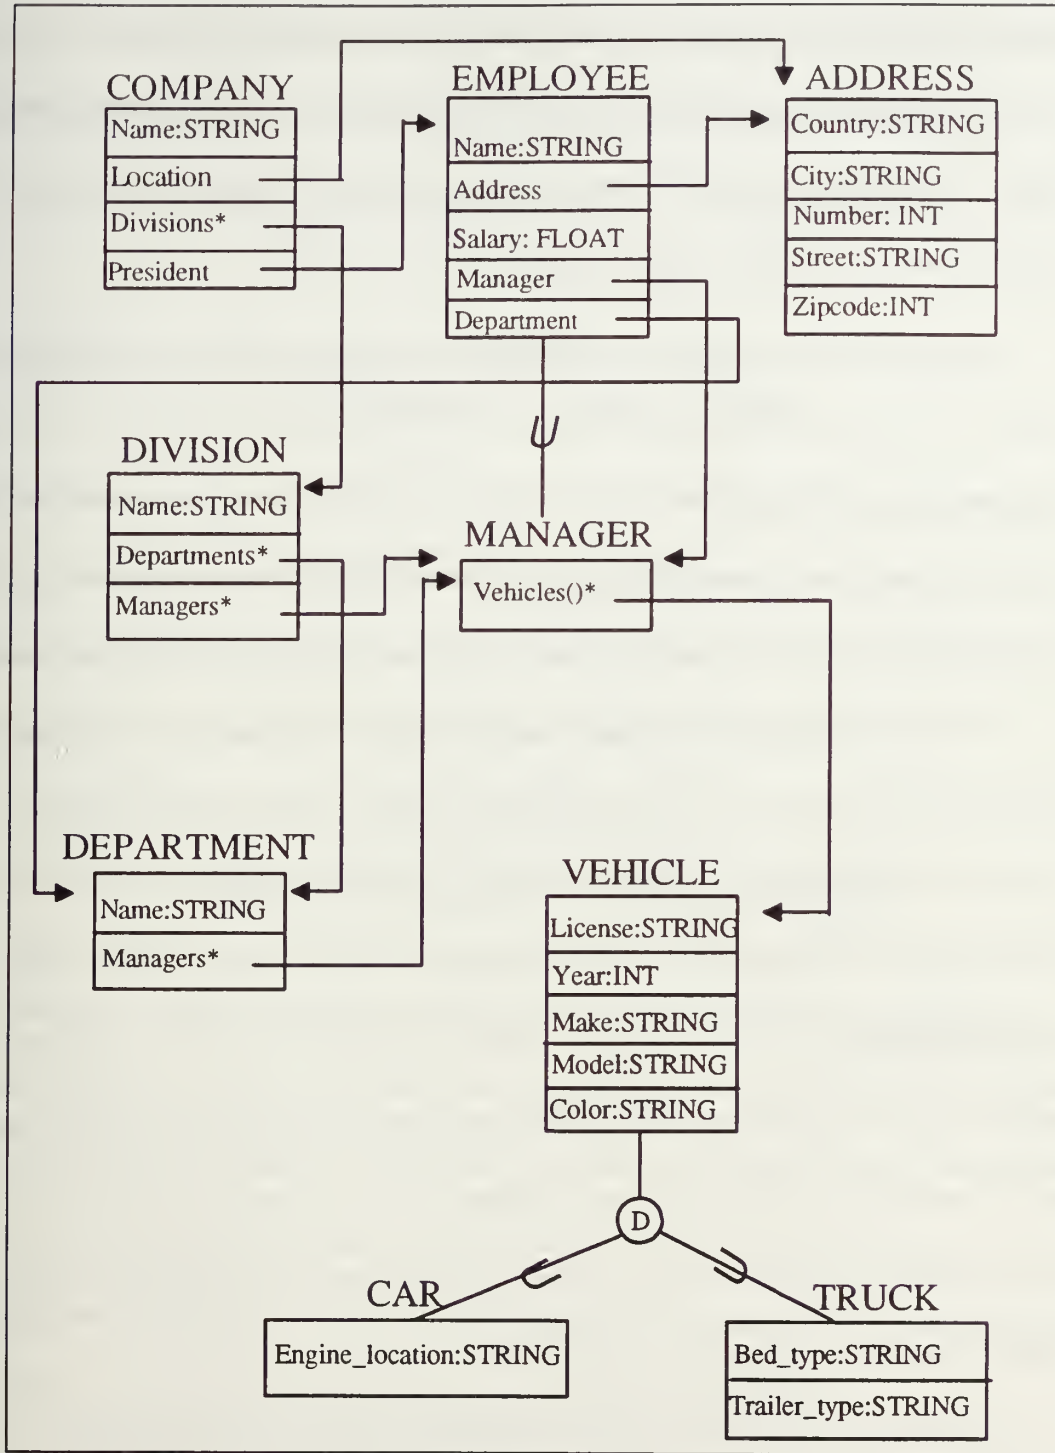 COMPANY
Name:STRING
Location
Divisions*
President
EMPLOYEE
Name:STRING
Address
Salary: FLOAT
Manager
Department
ADDRESS
Country:STRING
City:STRING
Number: INT
Street:STRING
Zipcode:INT
DIVISION
Name:STRING
Departments*
Managers*
MANAGER
Vehicles()*
DEPARTMENT
Name:STRING
Managers*
VEHICLE
License:STRING
Year:INT
Make:STRING
Model:STRING
Color:STRING
D
CAR
Engine_location:STRING
TRUCK
Bed_type:STRING
Trailer_type:STRING